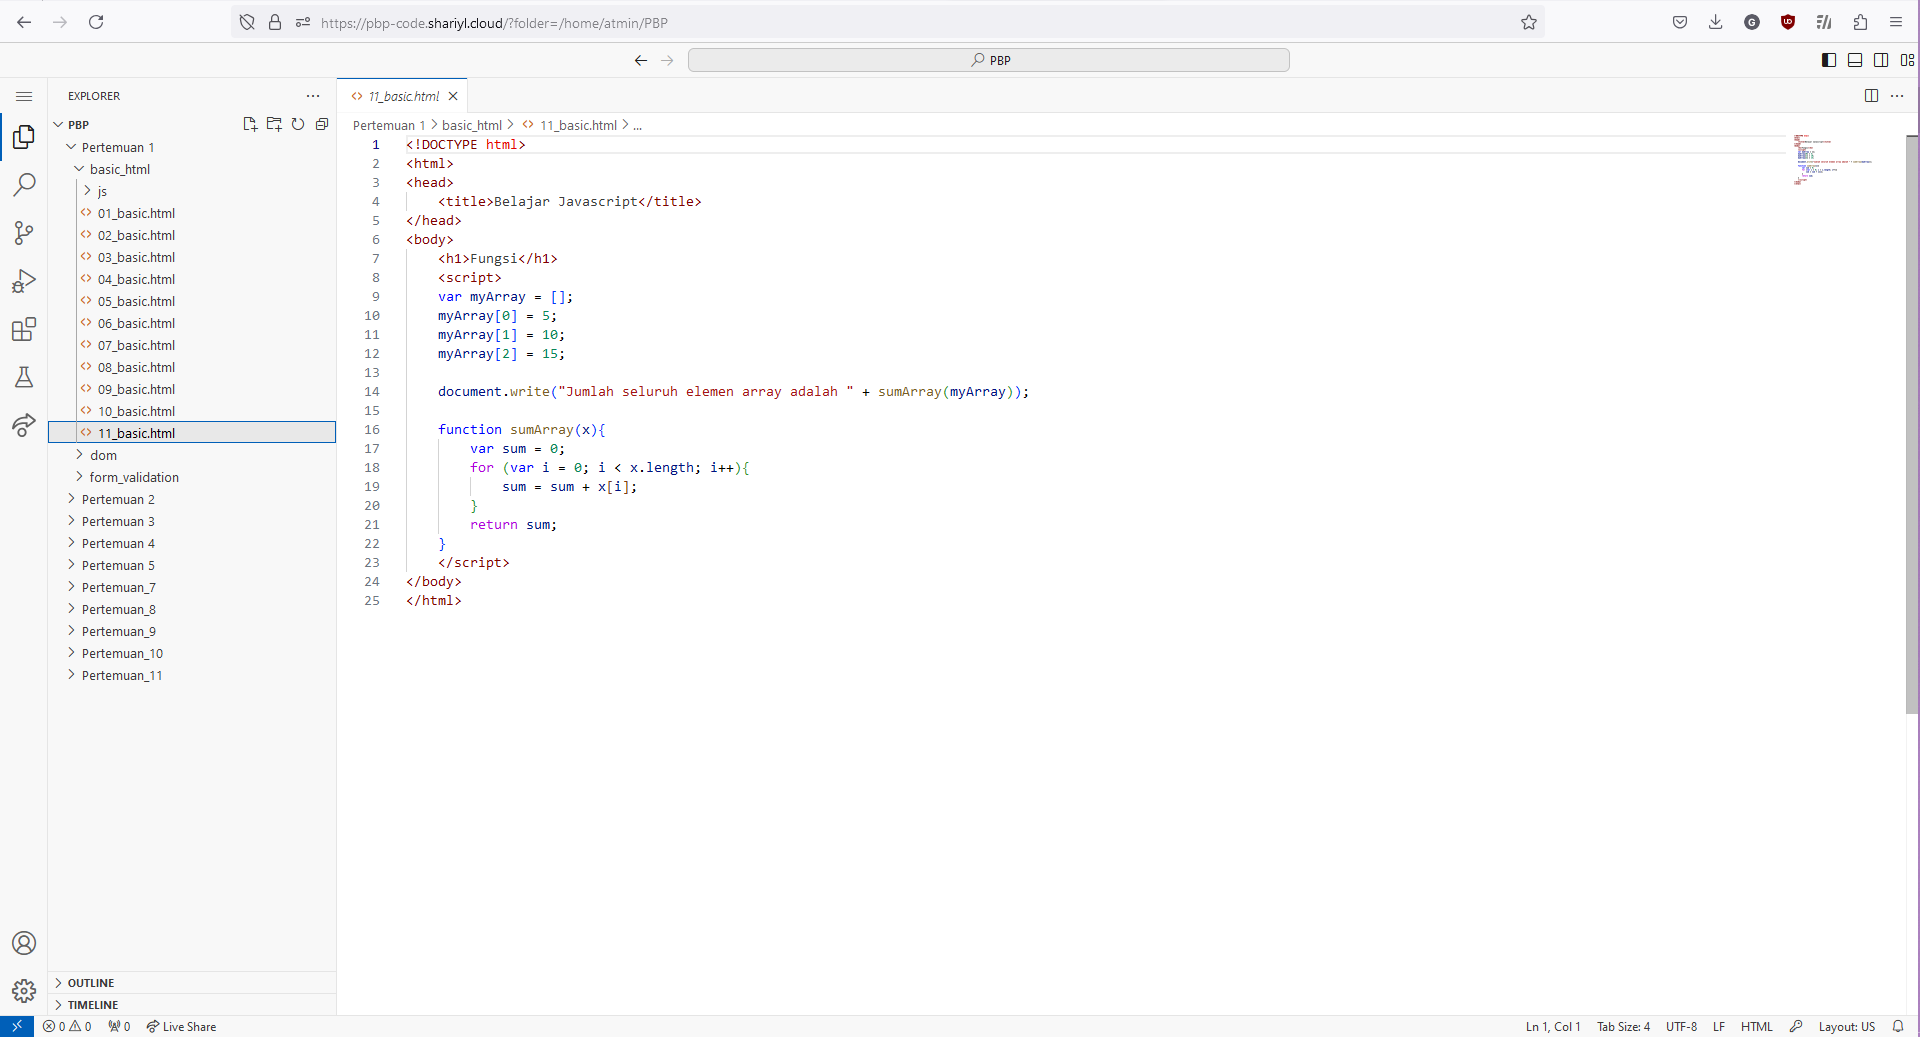 https://pbp-code.shariyl.cloud/?folder=/home/atmin/PBP
PBP
EXPLORER
PBP
Pertemuan 1
basic_html
js
01_basic.html
02_basic.html
03_basic.html
04_basic.html
05_basic.html
06_basic.html
07_basic.html
08_basic.html
09_basic.html
10_basic.html
11_basic.html
dom
form_validation
Pertemuan 2
Pertemuan 3
Pertemuan 4
Pertemuan 5
Pertemuan_7
Pertemuan_8
Pertemuan_9
Pertemuan_10
Pertemuan_11
OUTLINE
TIMELINE
11_basic.html
Pertemuan 1 > basic_html > 11_basic.html > ...
1 <!DOCTYPE html>
2 <html>
3 <head>
4     <title>Belajar Javascript</title>
5 </head>
6 <body>
7     <h1>Fungsi</h1>
8     <script>
9     var myArray = [];
10     myArray[0] = 5;
11     myArray[1] = 10;
12     myArray[2] = 15;
13
14     document.write("Jumlah seluruh elemen array adalah " + sumArray(myArray));
15
16     function sumArray(x){
17         var sum = 0;
18         for (var i = 0; i < x.length; i++){
19             sum = sum + x[i];
20         }
21         return sum;
22     }
23     </script>
24 </body>
25 </html>
0 0 0 Live Share
Ln 1, Col 1 Tab Size: 4 UTF-8 LF HTML Layout: US